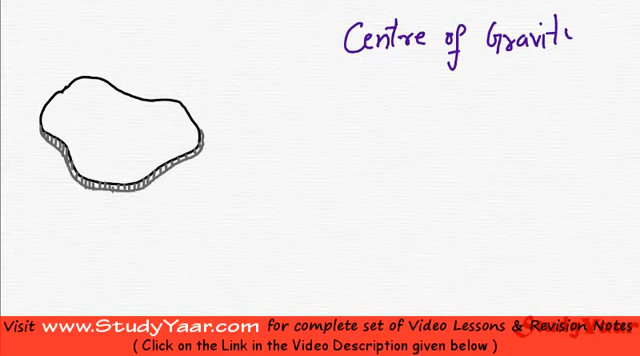 Centre of Gravit
Visit www.StudyYaar.com for complete set of Video Lessons & Revision Notes
( Click on the Link in the Video Description given below )
StudyYaar